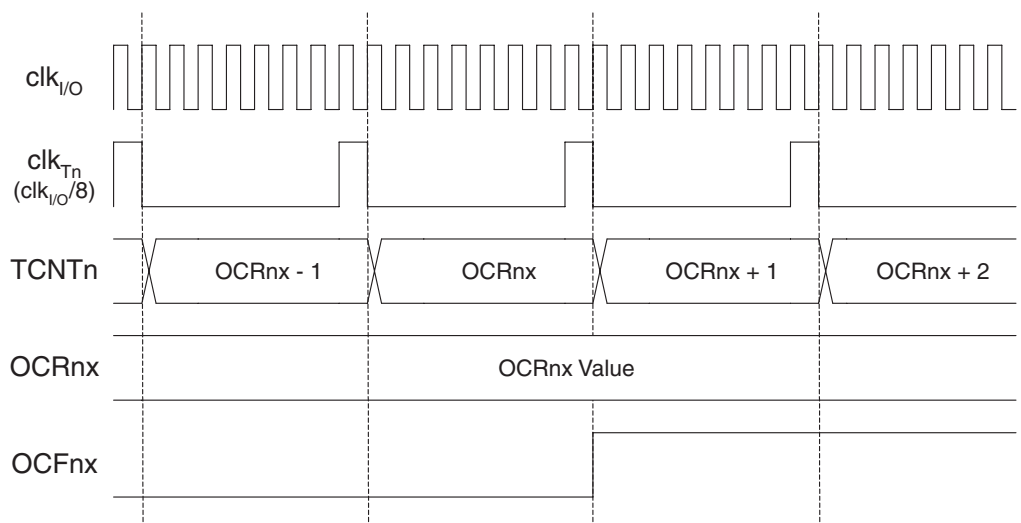 clkI/O
clkTn
(clkI/O/8)
TCNTn
OCRnx - 1
OCRnx
OCRnx + 1
OCRnx + 2
OCRnx
OCRnx Value
OCFnx